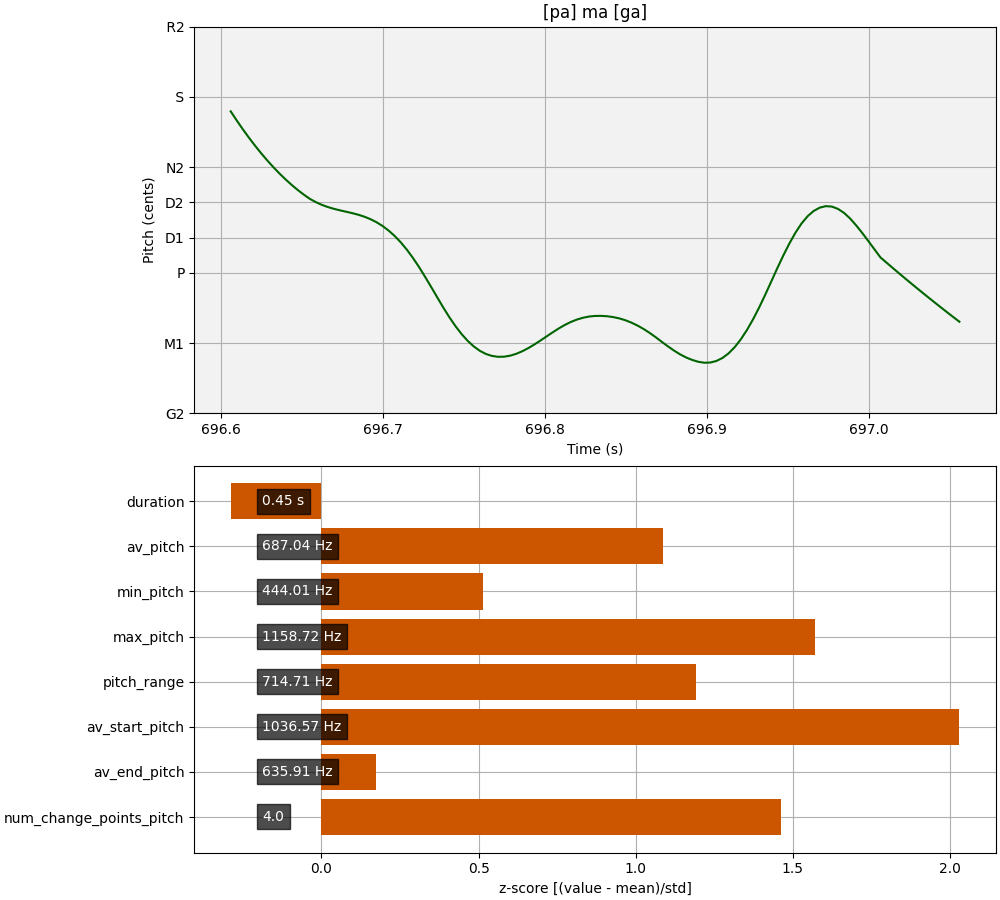 [pa] ma [ga]
R2
S
N2
D2
D1
P
M1
G2
Pitch (cents)
696.6 696.7 696.8 696.9 697.0
Time (s)
duration 0.45 s
av_pitch 687.04 Hz
min_pitch 444.01 Hz
max_pitch 1158.72 Hz
pitch_range 714.71 Hz
av_start_pitch 1036.57 Hz
av_end_pitch 635.91 Hz
num_change_points_pitch 4.0
0.0 0.5 1.0 1.5 2.0
z-score [(value - mean)/std]